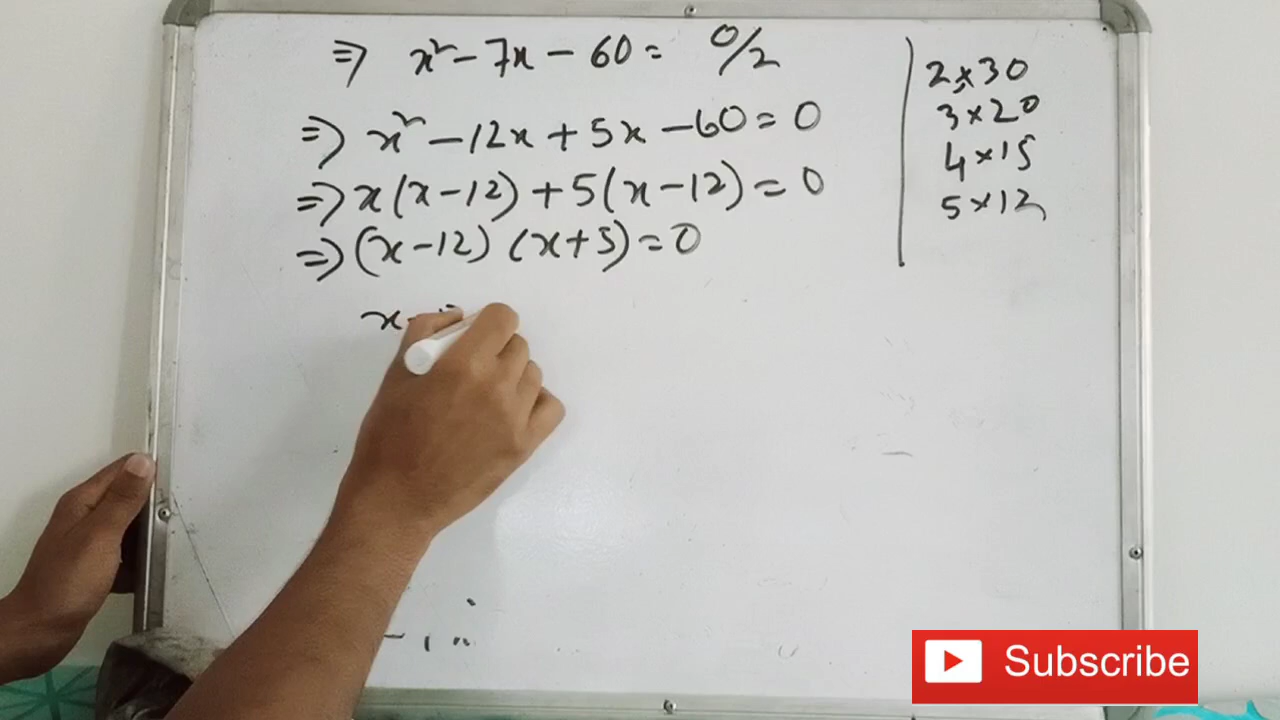 ⇒ x² - 7x - 60 = 0/2
⇒ x² - 12x + 5x - 60 = 0
⇒ x(x-12) + 5(x-12) = 0
⇒ (x-12) (x+5) = 0
x -
2×30
3×20
4×15
5×12
Subscribe